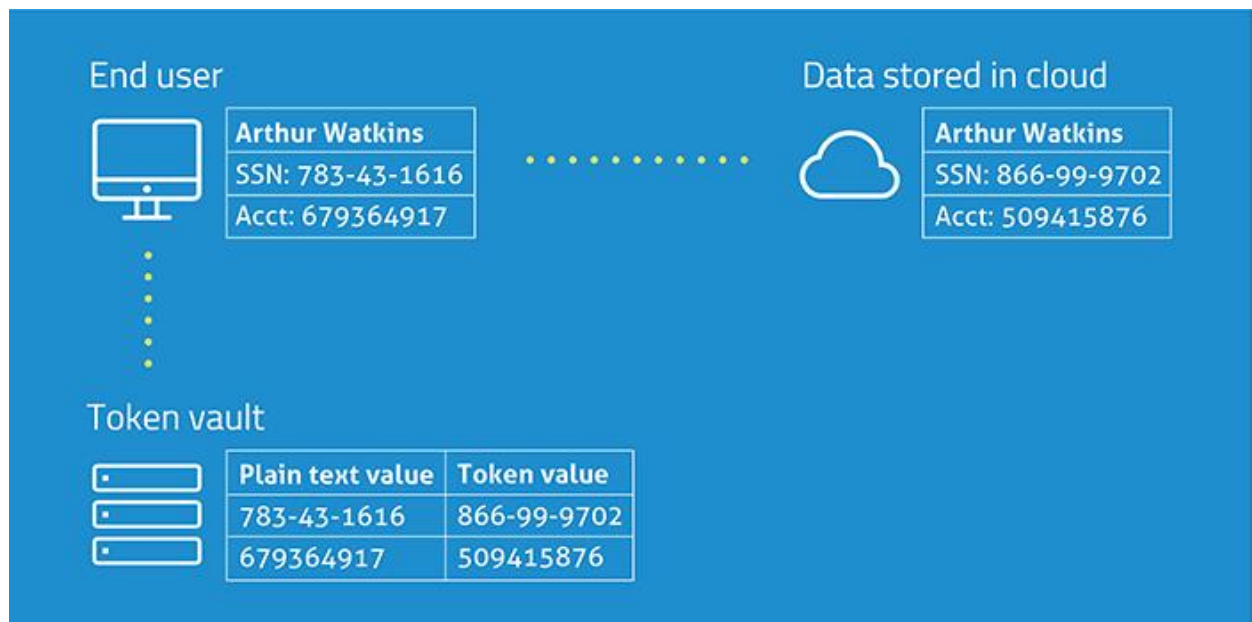 End user
Arthur Watkins
SSN: 783-43-1616
Acct: 679364917
Data stored in cloud
Arthur Watkins
SSN: 866-99-9702
Acct: 509415876
Token vault
Plain text value Token value
783-43-1616 866-99-9702
679364917 509415876